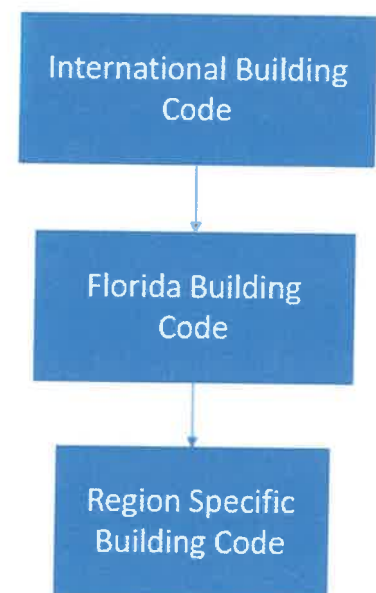 International Building
Code
Florida Building
Code
Region Specific
Building Code